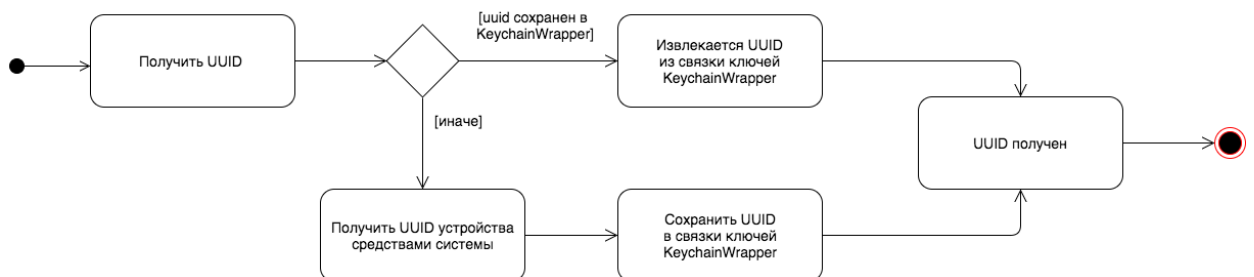 Получить UUID
[uuid сохранен в
KeychainWrapper]
Извлекается UUID
из связки ключей
KeychainWrapper
[иначе]
UUID получен
Получить UUID устройства
средствами системы
Сохранить UUID
в связки ключей
KeychainWrapper